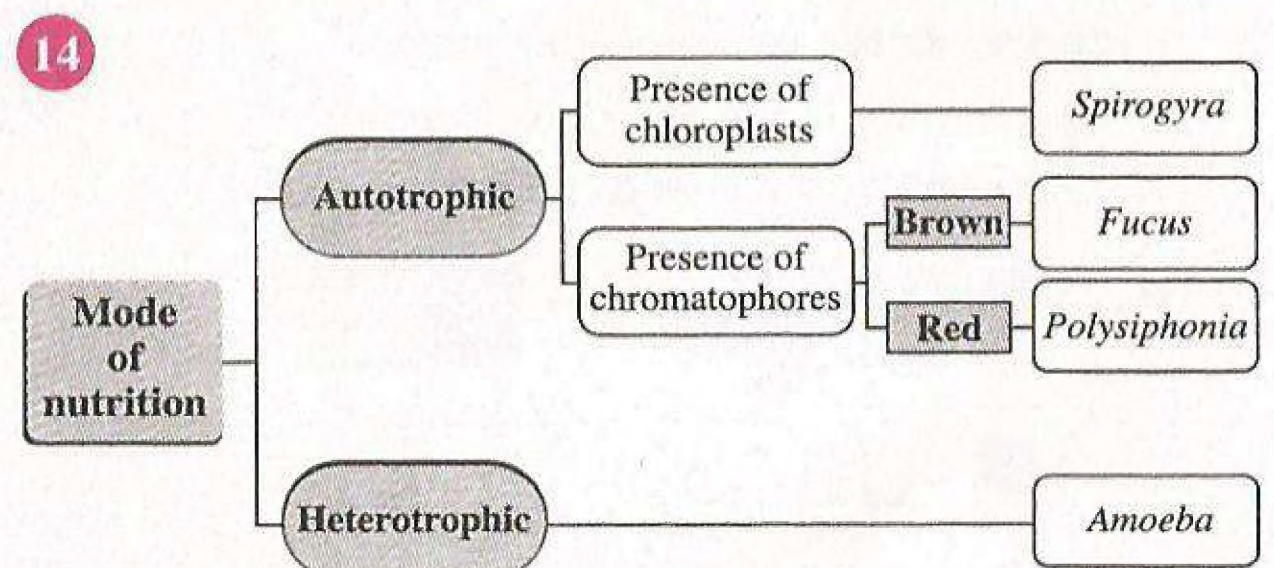 14
Presence of
chloroplasts
Spirogyra
Autotrophic
Brown
Fucus
Presence of
chromatophores
Red
Polysiphonia
Mode
of
nutrition
Heterotrophic
Amoeba